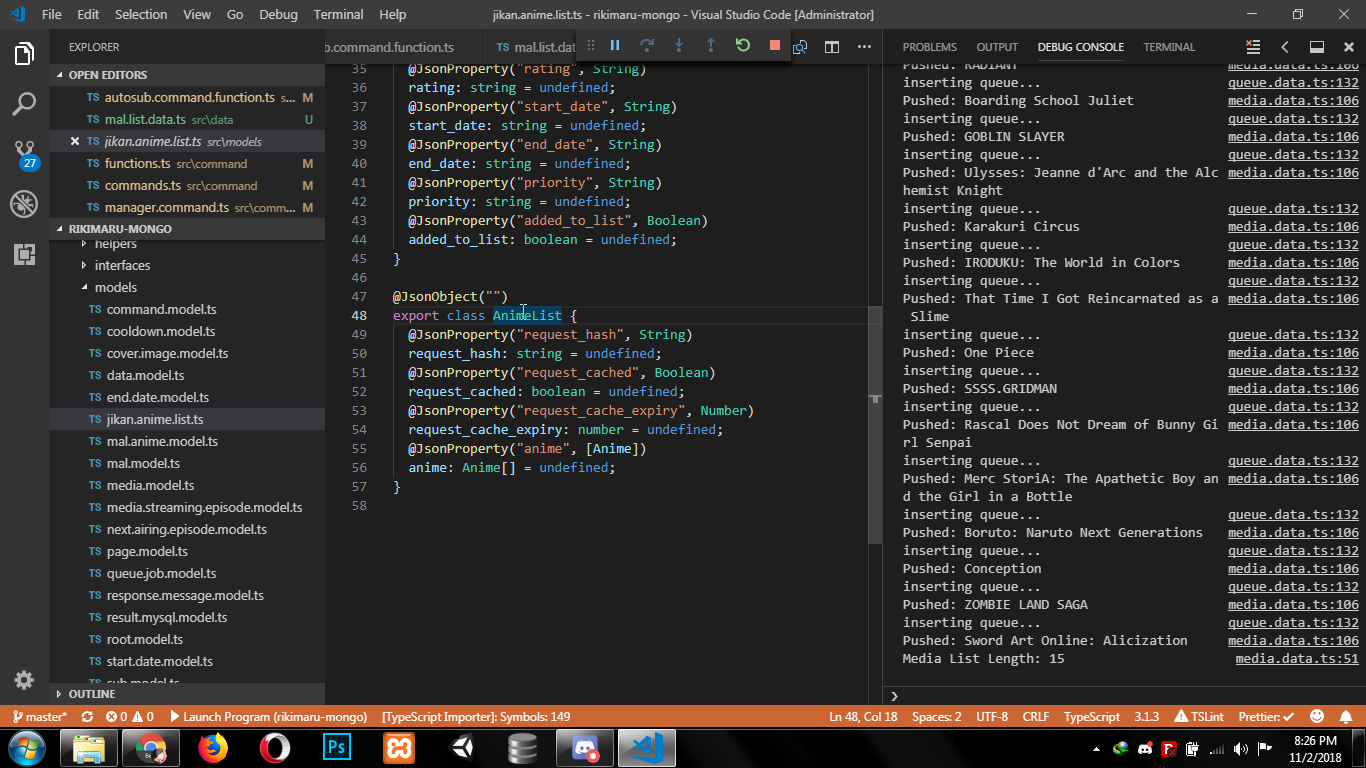 File Edit Selection View Go Debug Terminal Help
jikan.anime.list.ts - rikimaru-mongo - Visual Studio Code [Administrator]
EXPLORER
OPEN EDITORS
TS autosub.command.function.ts s... M
TS mal.list.data.ts src\data U
TS jikan.anime.list.ts src\models
TS functions.ts src\command M
TS commands.ts src\command M
TS manager.command.ts src\comm... M
27
RIKIMARU-MONGO
helpers
interfaces
models
TS command.model.ts
TS cooldown.model.ts
TS cover.image.model.ts
TS data.model.ts
TS end.date.model.ts
TS jikan.anime.list.ts
TS mal.anime.model.ts
TS mal.model.ts
TS media.model.ts
TS media.streaming.episode.model.ts
TS next.airing.episode.model.ts
TS page.model.ts
TS queue.job.model.ts
TS response.message.model.ts
TS result.mysql.model.ts
TS root.model.ts
TS start.date.model.ts
TS sub.model.ts
OUTLINE
b.command.function.ts
TS mal.list.dat
35 @JsonProperty("rating", String)
36 rating: string = undefined;
37 @JsonProperty("start_date", String)
38 start_date: string = undefined;
39 @JsonProperty("end_date", String)
40 end_date: string = undefined;
41 @JsonProperty("priority", String)
42 priority: string = undefined;
43 @JsonProperty("added_to_list", Boolean)
44 added_to_list: boolean = undefined;
45 }
46
47 @JsonObject("")
48 export class AnimeList {
49 @JsonProperty("request_hash", String)
50 request_hash: string = undefined;
51 @JsonProperty("request_cached", Boolean)
52 request_cached: boolean = undefined;
53 @JsonProperty("request_cache_expiry", Number)
54 request_cache_expiry: number = undefined;
55 @JsonProperty("anime", [Anime])
56 anime: Anime[] = undefined;
57 }
58
PROBLEMS OUTPUT DEBUG CONSOLE TERMINAL
Pushed: RADIANT media.data.ts:106
inserting queue... queue.data.ts:132
Pushed: Boarding School Juliet media.data.ts:106
inserting queue... queue.data.ts:132
Pushed: GOBLIN SLAYER media.data.ts:106
inserting queue... queue.data.ts:132
Pushed: Ulysses: Jeanne d'Arc and the Alc media.data.ts:106
hemist Knight
inserting queue... queue.data.ts:132
Pushed: Karakuri Circus media.data.ts:106
inserting queue... queue.data.ts:132
Pushed: IRODUKU: The World in Colors media.data.ts:106
inserting queue... queue.data.ts:132
Pushed: That Time I Got Reincarnated as a media.data.ts:106
Slime
inserting queue... queue.data.ts:132
Pushed: One Piece media.data.ts:106
inserting queue... queue.data.ts:132
Pushed: SSSS.GRIDMAN media.data.ts:106
inserting queue... queue.data.ts:132
Pushed: Rascal Does Not Dream of Bunny Gi media.data.ts:106
rl Senpai
inserting queue... queue.data.ts:132
Pushed: Merc StoriA: The Apathetic Boy an media.data.ts:106
d the Girl in a Bottle
inserting queue... queue.data.ts:132
Pushed: Boruto: Naruto Next Generations media.data.ts:106
inserting queue... queue.data.ts:132
Pushed: Conception media.data.ts:106
inserting queue... queue.data.ts:132
Pushed: ZOMBIE LAND SAGA media.data.ts:106
inserting queue... queue.data.ts:132
Pushed: Sword Art Online: Alicization media.data.ts:106
Media List Length: 15 media.data.ts:51
master* 0 0 Launch Program (rikimaru-mongo) [TypeScript Importer]: Symbols: 149
Ln 48, Col 18 Spaces: 2 UTF-8 CRLF TypeScript 3.1.3 TSLint Prettier: ✓
Ps
8:26 PM
11/2/2018